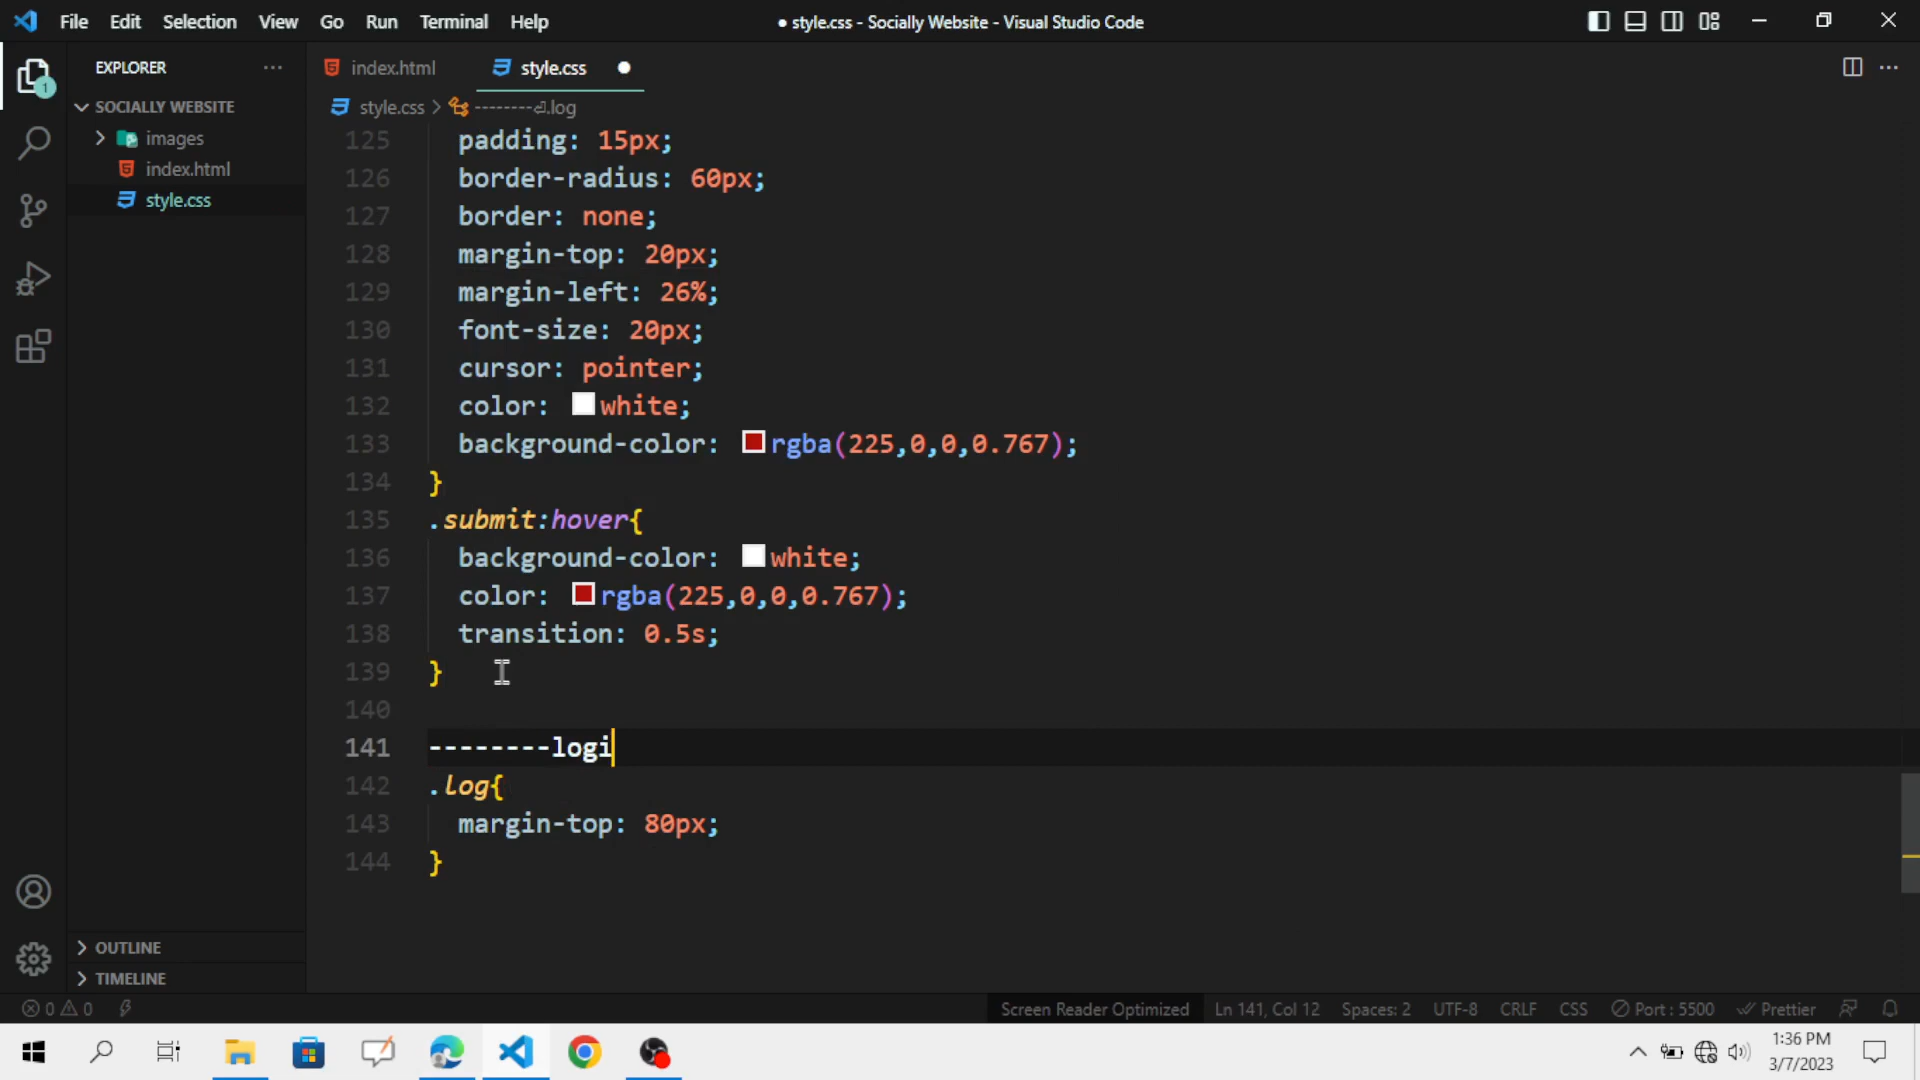 File Edit Selection View Go Run Terminal Help
● style.css - Socially Website - Visual Studio Code
EXPLORER
index.html
style.css
SOCIALLY WEBSITE
style.css > --------⏎.log
images
index.html
style.css
125 padding: 15px;
126 border-radius: 60px;
127 border: none;
128 margin-top: 20px;
129 margin-left: 26%;
130 font-size: 20px;
131 cursor: pointer;
132 color: white;
133 background-color: rgba(225,0,0,0.767);
134 }
135 .submit:hover{
136 background-color: white;
137 color: rgba(225,0,0,0.767);
138 transition: 0.5s;
139 }
140
141 --------logi
142 .log{
143 margin-top: 80px;
144 }
1
OUTLINE
TIMELINE
0 0 Screen Reader Optimized Ln 141, Col 12 Spaces: 2 UTF-8 CRLF CSS Port : 5500 Prettier
1:36 PM
3/7/2023